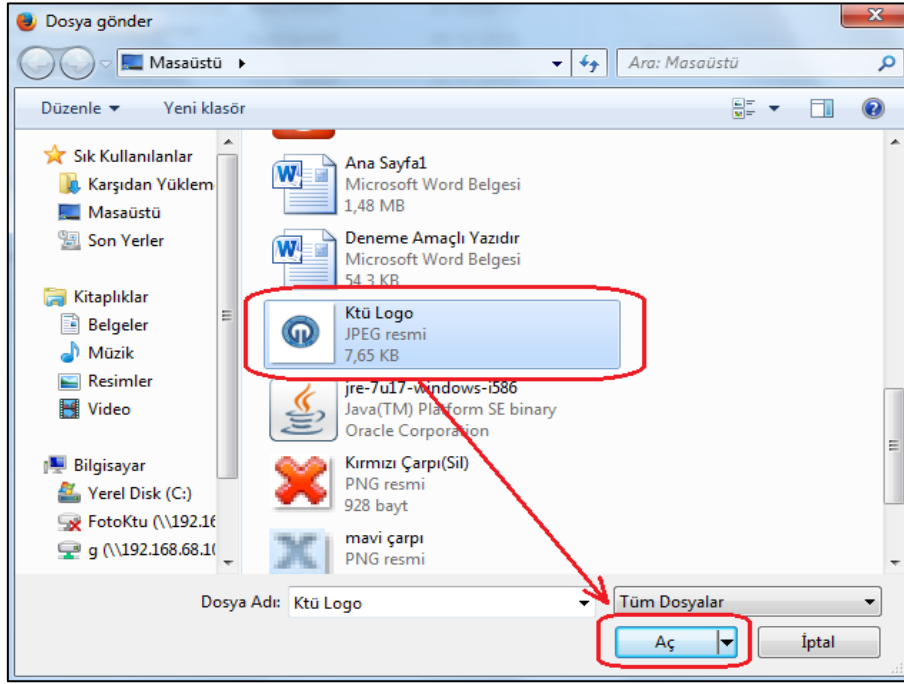 Dosya gönder
Masaüstü
Ara: Masaüstü
Düzenle
Yeni klasör
Sık Kullanılanlar
Karşıdan Yüklem
Masaüstü
Son Yerler
Kitaplıklar
Belgeler
Müzik
Resimler
Video
Bilgisayar
Yerel Disk (C:)
FotoKtu (\\192.16
g (\\192.168.68.10
Ana Sayfa1
Microsoft Word Belgesi
1,48 MB
Deneme Amaçlı Yazıdır
Microsoft Word Belgesi
54,3 KB
Ktü Logo
JPEG resmi
7,65 KB
jre-7u17-windows-i586
Java(TM) Platform SE binary
Oracle Corporation
Kırmızı Çarpı(Sil)
PNG resmi
928 bayt
mavi çarpı
PNG resmi
Dosya Adı:
Ktü Logo
Tüm Dosyalar
Aç
İptal